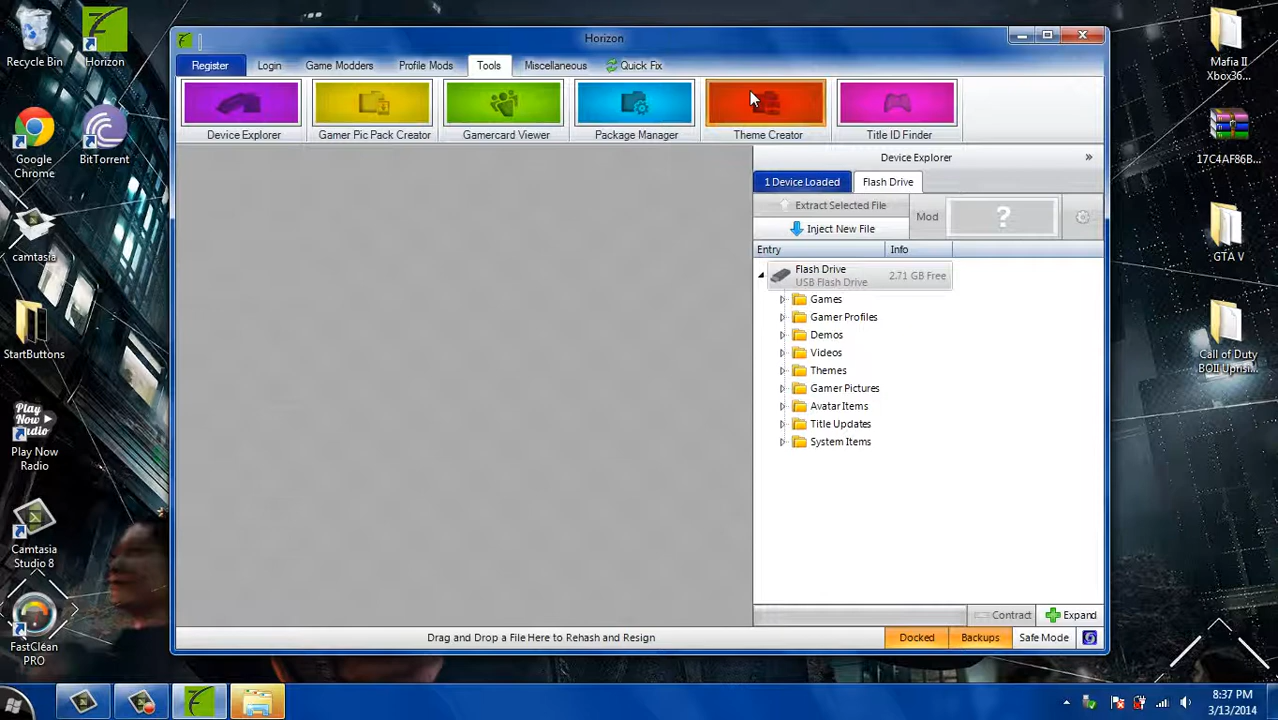 Recycle Bin
Horizon
Google
Chrome
BitTorrent
camtasia
StartButtons
Play Now
Radio
Play Now
Radio
Camtasia
Studio 8
FastClean
PRO
Horizon
Register
Login
Game Modders
Profile Mods
Tools
Miscellaneous
Quick Fix
Device Explorer
Gamer Pic Pack Creator
Gamercard Viewer
Package Manager
Theme Creator
Title ID Finder
Device Explorer
»
1 Device Loaded
Flash Drive
Extract Selected File
Inject New File
Mod
?
Entry
Info
Flash Drive
USB Flash Drive
2.71 GB Free
Games
Gamer Profiles
Demos
Videos
Themes
Gamer Pictures
Avatar Items
Title Updates
System Items
Contract
Expand
Drag and Drop a File Here to Rehash and Resign
Docked
Backups
Safe Mode
Mafia II
Xbox36...
17C4AF86B...
GTA V
Call of Duty
BOII Uprisi...
8:37 PM
3/13/2014